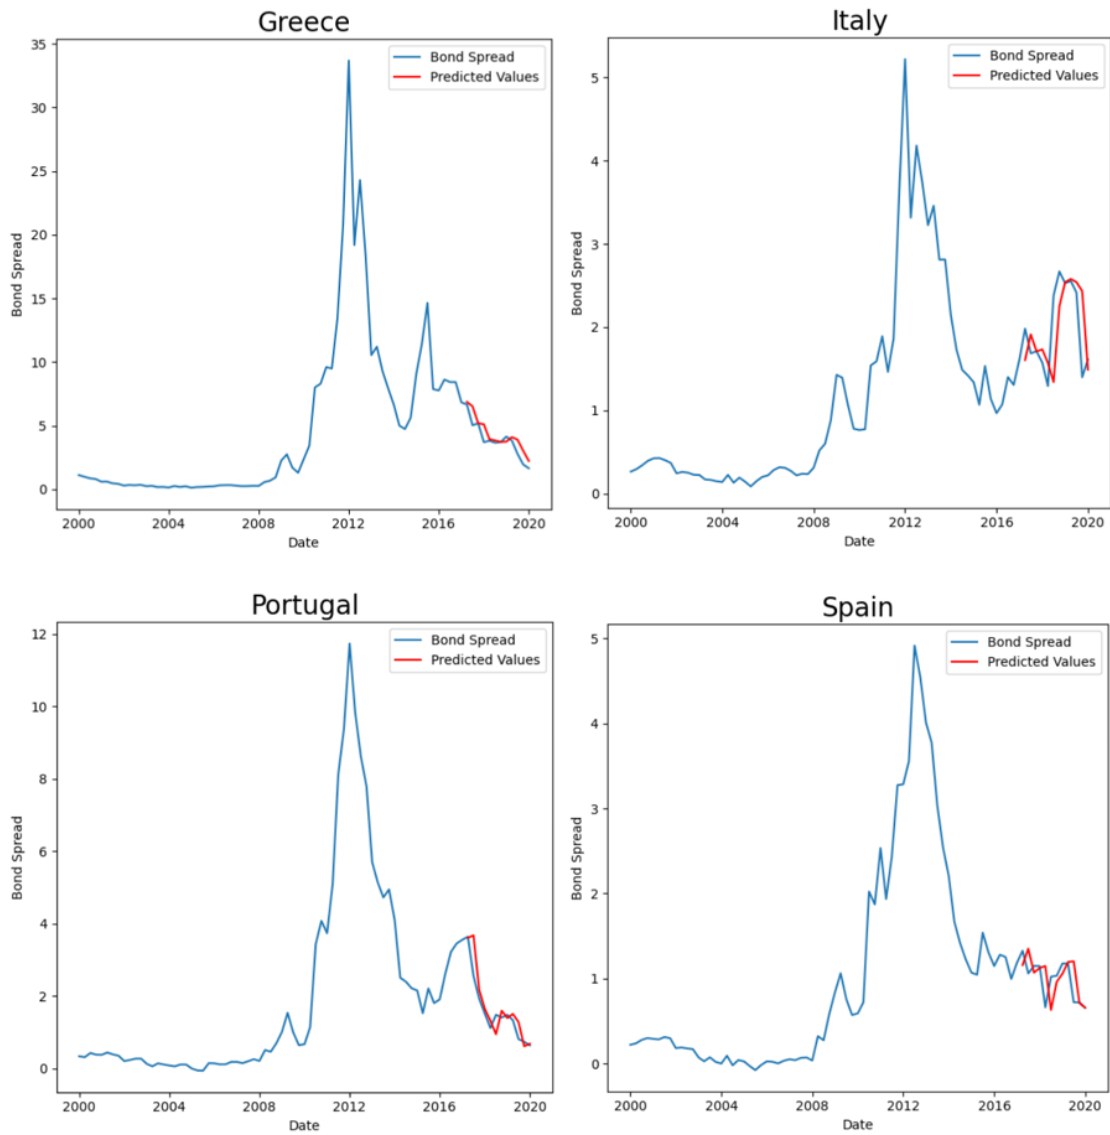 Greece
Bond Spread
Predicted Values
35
30
25
20
15
10
5
0
Bond Spread
2000 2004 2008 2012 2016 2020
Date
Italy
Bond Spread
Predicted Values
5
4
3
2
1
0
Bond Spread
2000 2004 2008 2012 2016 2020
Date
Portugal
Bond Spread
Predicted Values
12
10
8
6
4
2
0
Bond Spread
2000 2004 2008 2012 2016 2020
Date
Spain
Bond Spread
Predicted Values
5
4
3
2
1
0
Bond Spread
2000 2004 2008 2012 2016 2020
Date